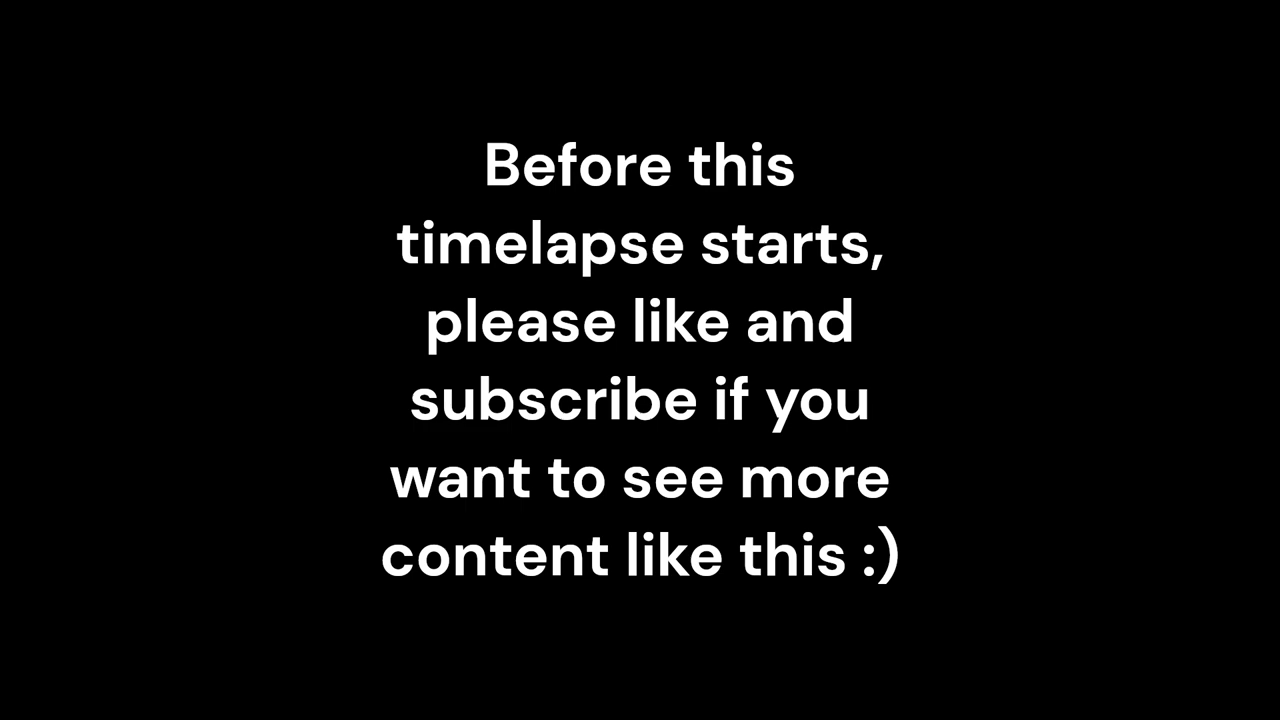 Before this
timelapse starts,
please like and
subscribe if you
want to see more
content like this :)